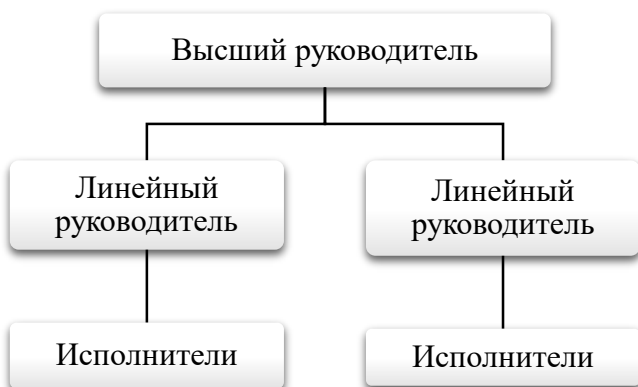 Высший руководитель
Линейный
руководитель
Линейный
руководитель
Исполнители
Исполнители